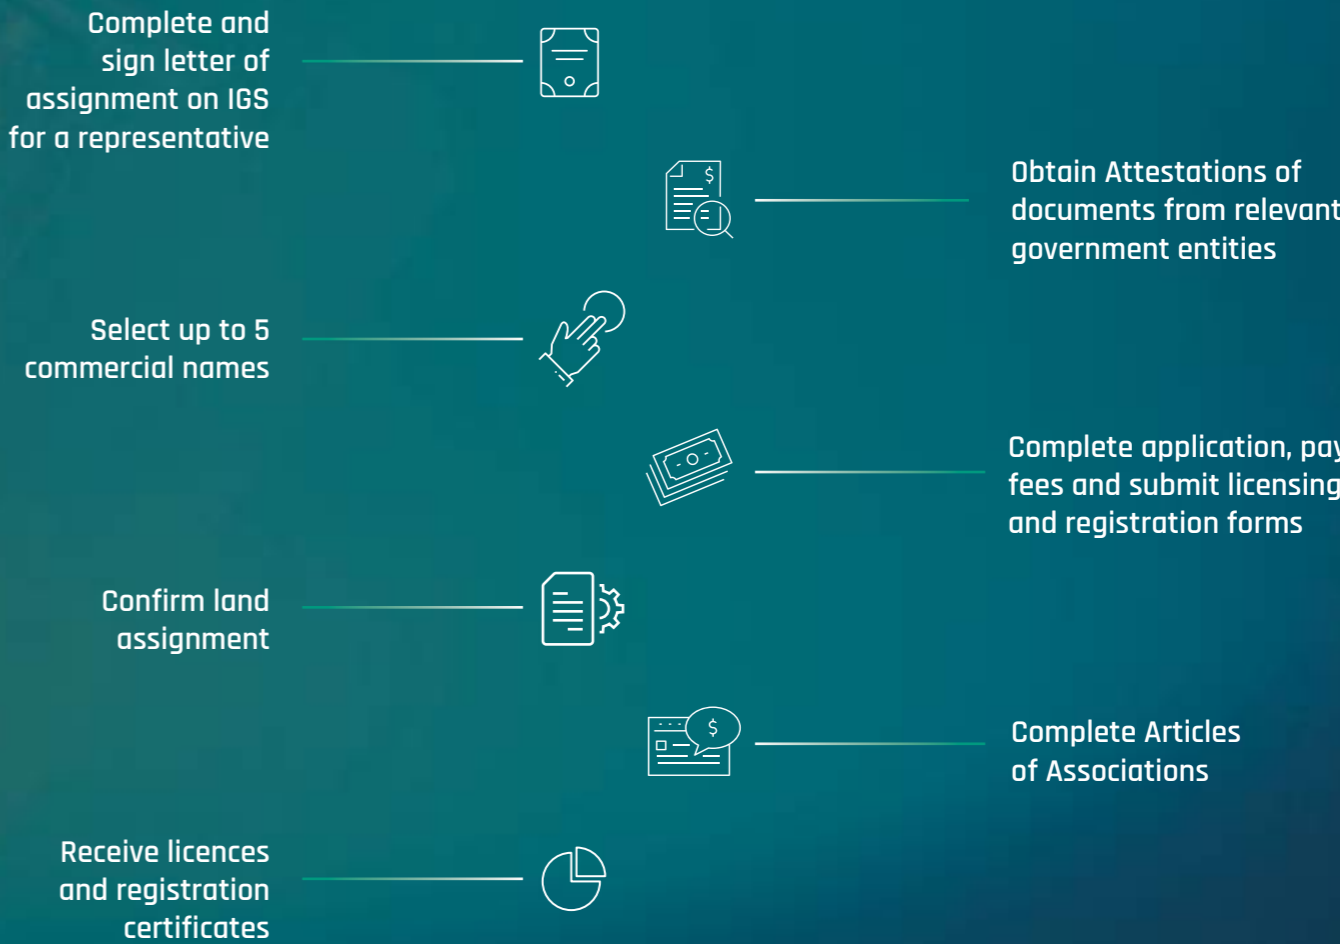 Complete and
sign letter of
assignment on IGS
for a representative
Obtain Attestations of
documents from relevant
government entities
Select up to 5
commercial names
Complete application, pay
fees and submit licensing
and registration forms
Confirm land
assignment
Complete Articles
of Associations
Receive licences
and registration
certificates